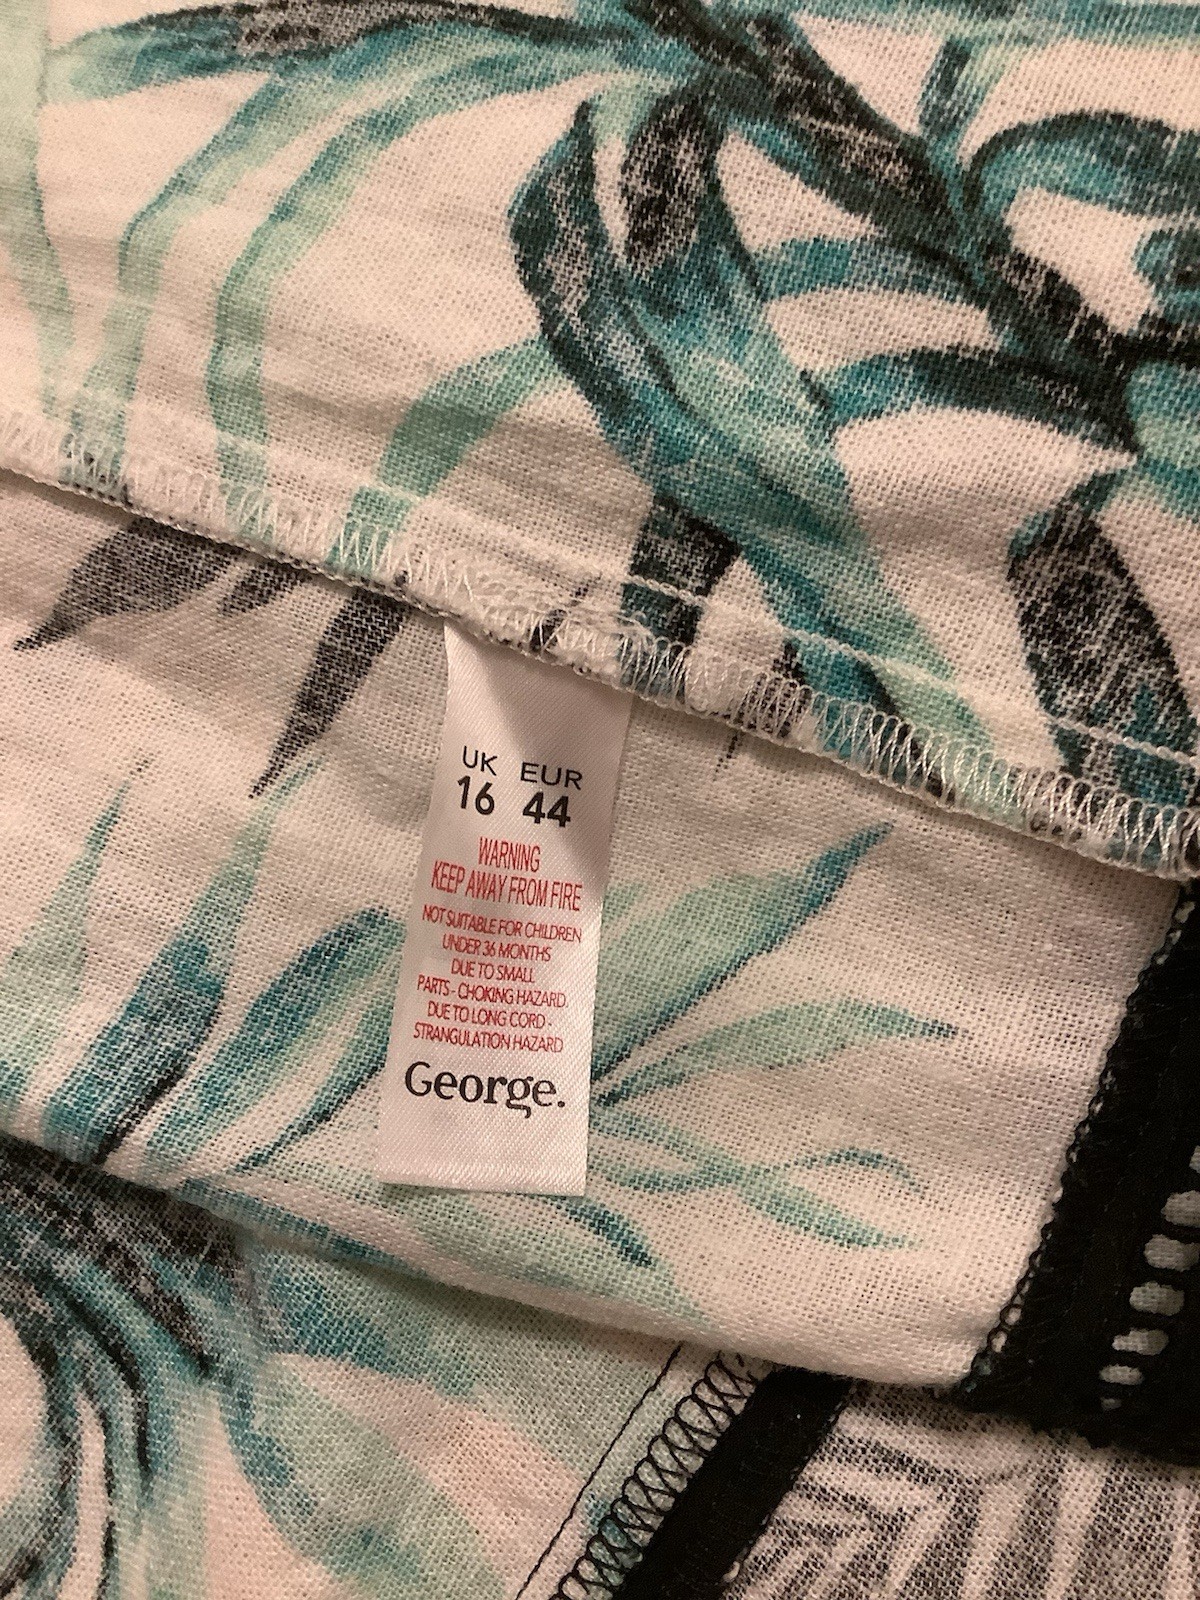 UK EUR
16 44
WARNING
KEEP AWAY FROM FIRE
NOT SUITABLE FOR CHILDREN
UNDER 36 MONTHS
DUE TO SMALL
PARTS - CHOKING HAZARD.
DUE TO LONG CORD -
STRANGULATION HAZARD
George.